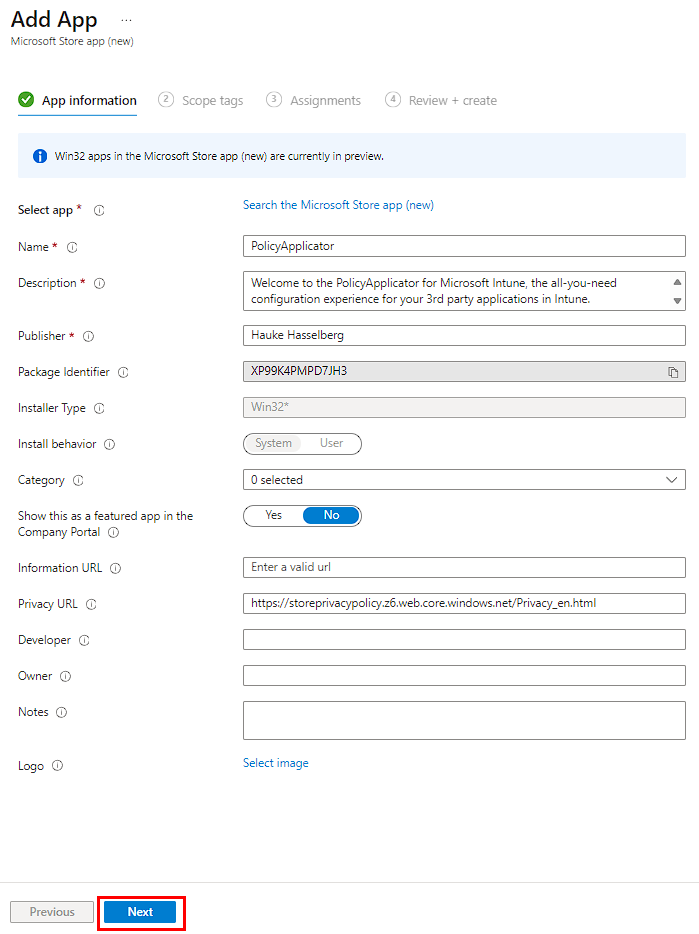 Add App ...
Microsoft Store app (new)
App information 2 Scope tags 3 Assignments 4 Review + create
Win32 apps in the Microsoft Store app (new) are currently in preview.
Select app * Search the Microsoft Store app (new)
Name * PolicyApplicator
Description * Welcome to the PolicyApplicator for Microsoft Intune, the all-you-need
configuration experience for your 3rd party applications in Intune.
Publisher * Hauke Hasselberg
Package Identifier XP99K4PMPD7JH3
Installer Type Win32*
Install behavior System User
Category 0 selected
Show this as a featured app in the
Company Portal Yes No
Information URL Enter a valid url
Privacy URL https://storeprivacypolicy.z6.web.core.windows.net/Privacy_en.html
Developer
Owner
Notes
Logo Select image
Previous Next